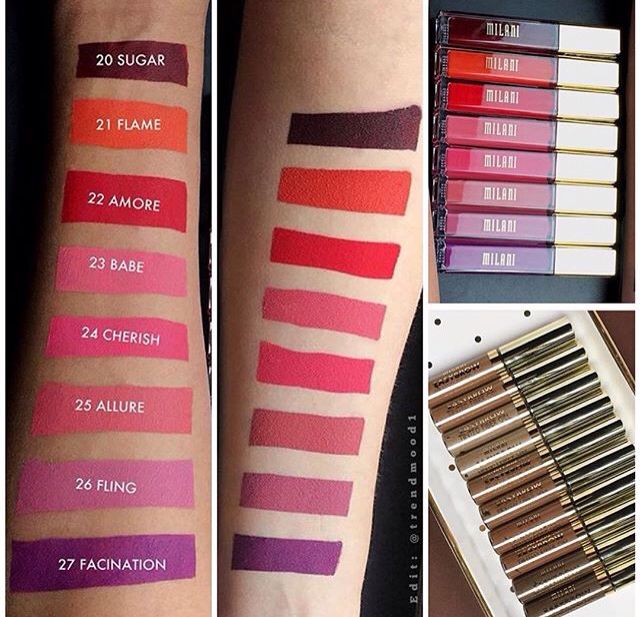 20 SUGAR
21 FLAME
22 AMORE
23 BABE
24 CHERISH
25 ALLURE
26 FLING
27 FACINATION
Edit: @trendmood1
MILANI
MILANI
MILANI
MILANI
MILANI
MILANI
MILANI
MILANI